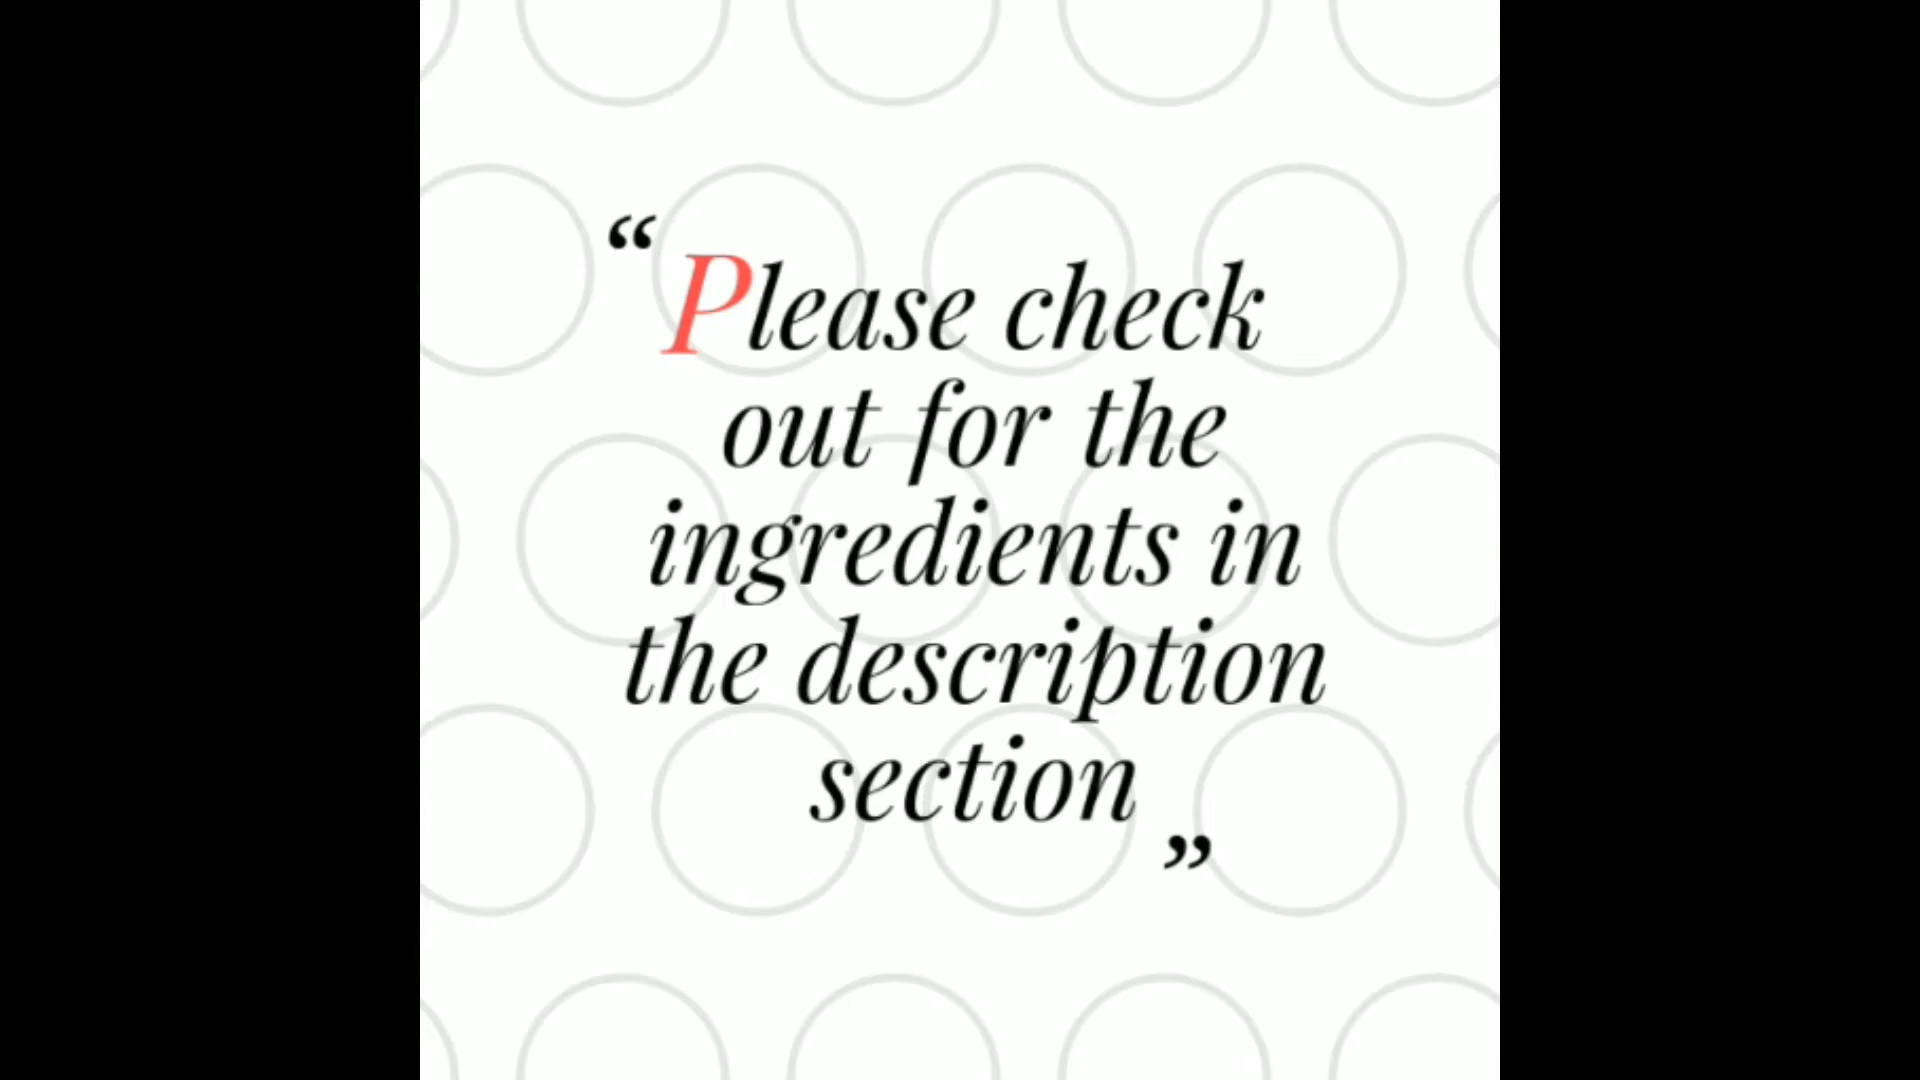 “Please check
out for the
ingredients in
the description
section”